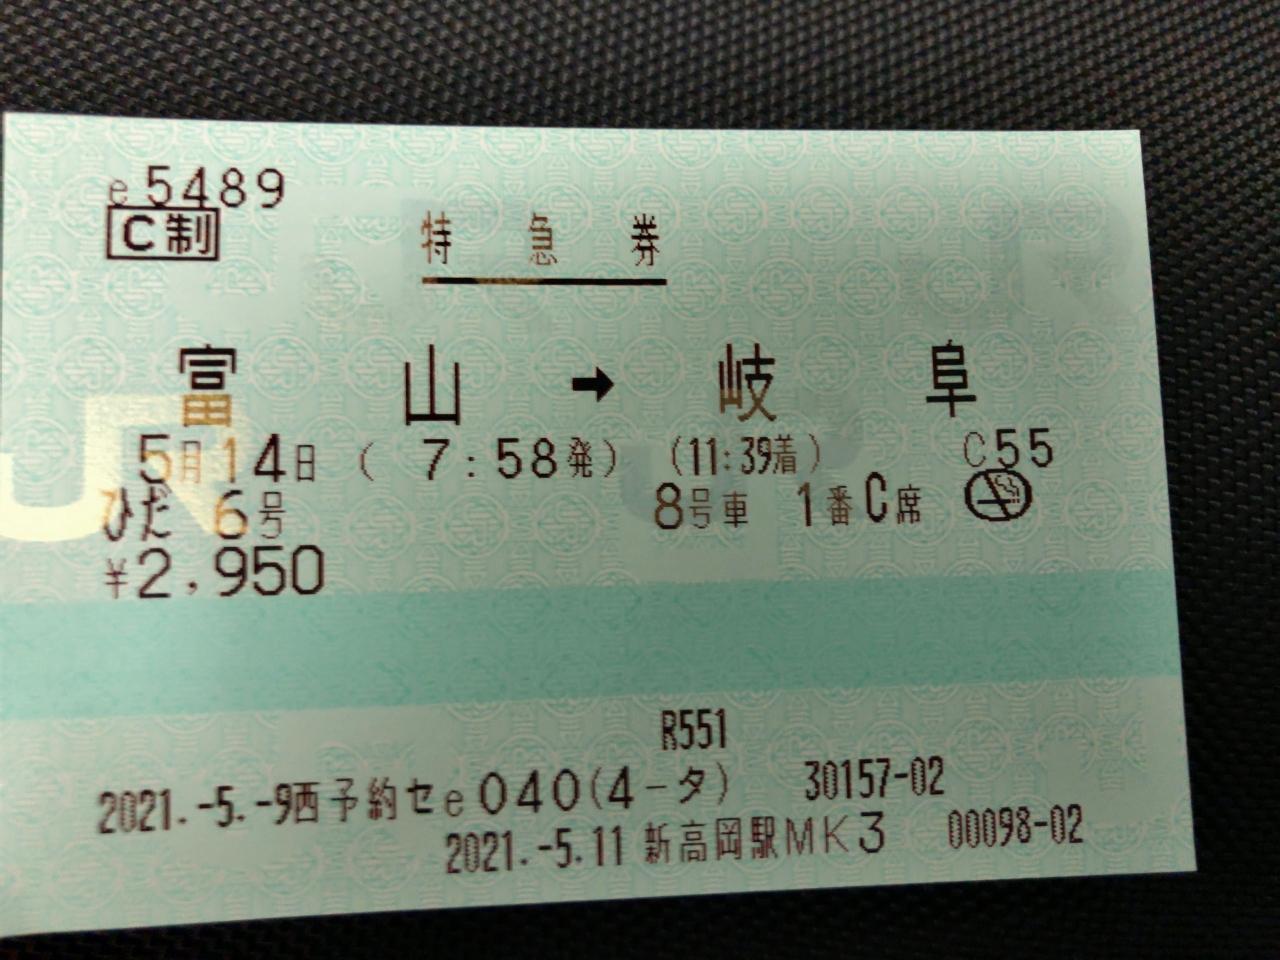 e5489
C制
特急券
富山→岐阜
5月14日 ( 7:58発) (11:39着) C55
ひだ 6号 8号車 1番C席
¥2,950
R551
2021.-5.-9西予約セe040(4-タ) 30157-02
2021.-5.11 新高岡駅MK3 00098-02